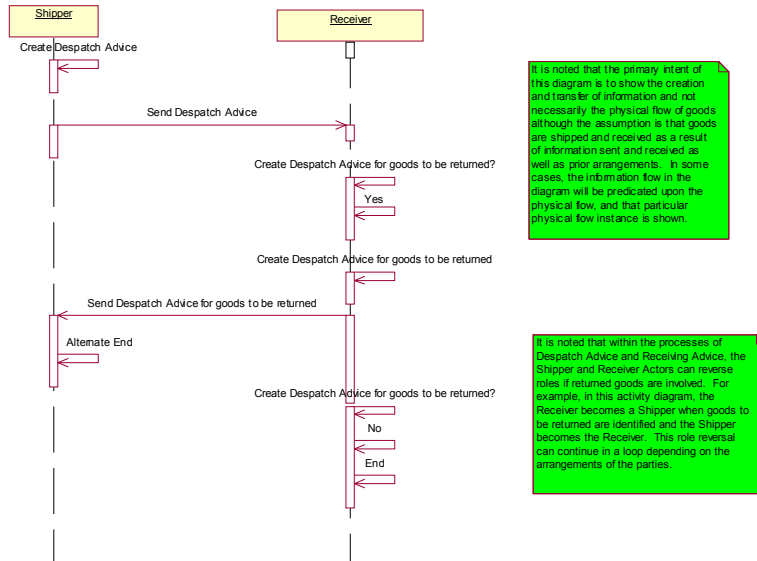 Shipper
Receiver
Create Despatch Advice
Send Despatch Advice
Create Despatch Advice for goods to be returned?
Yes
Create Despatch Advice for goods to be returned
Send Despatch Advice for goods to be returned
Alternate End
Create Despatch Advice for goods to be returned?
No
End
It is noted that the primary intent of
this diagram is to show the creation
and transfer of information and not
necessarily the physical flow of goods
although the assumption is that goods
are shipped and received as a result
of information sent and received as
well as prior arrangements. In some
cases, the information flow in the
diagram will be predicated upon the
physical flow, and that particular
physical flow instance is shown.
It is noted that within the processes of
Despatch Advice and Receiving Advice, the
Shipper and Receiver Actors can reverse
roles if returned goods are involved. For
example, in this activity diagram, the
Receiver becomes a Shipper when goods to
be returned are identified and the Shipper
becomes the Receiver. This role reversal
can continue in a loop depending on the
arrangements of the parties.